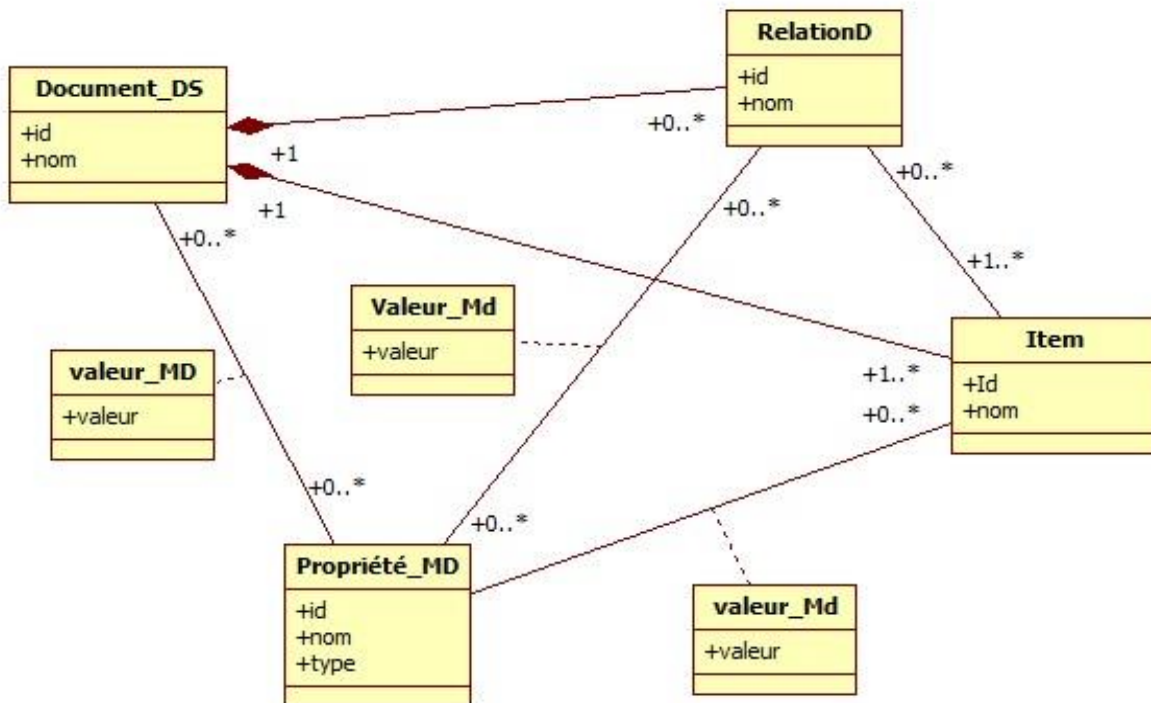 RelationD
+id
+nom
Document_DS
+id
+nom
+0..*
+1
+0..*
+1
+0..*
+0..*
+1..*
Valeur_Md
+valeur
Item
+Id
+nom
valeur_MD
+valeur
+1..*
+0..*
+0..*
+0..*
Propriété_MD
+id
+nom
+type
valeur_Md
+valeur